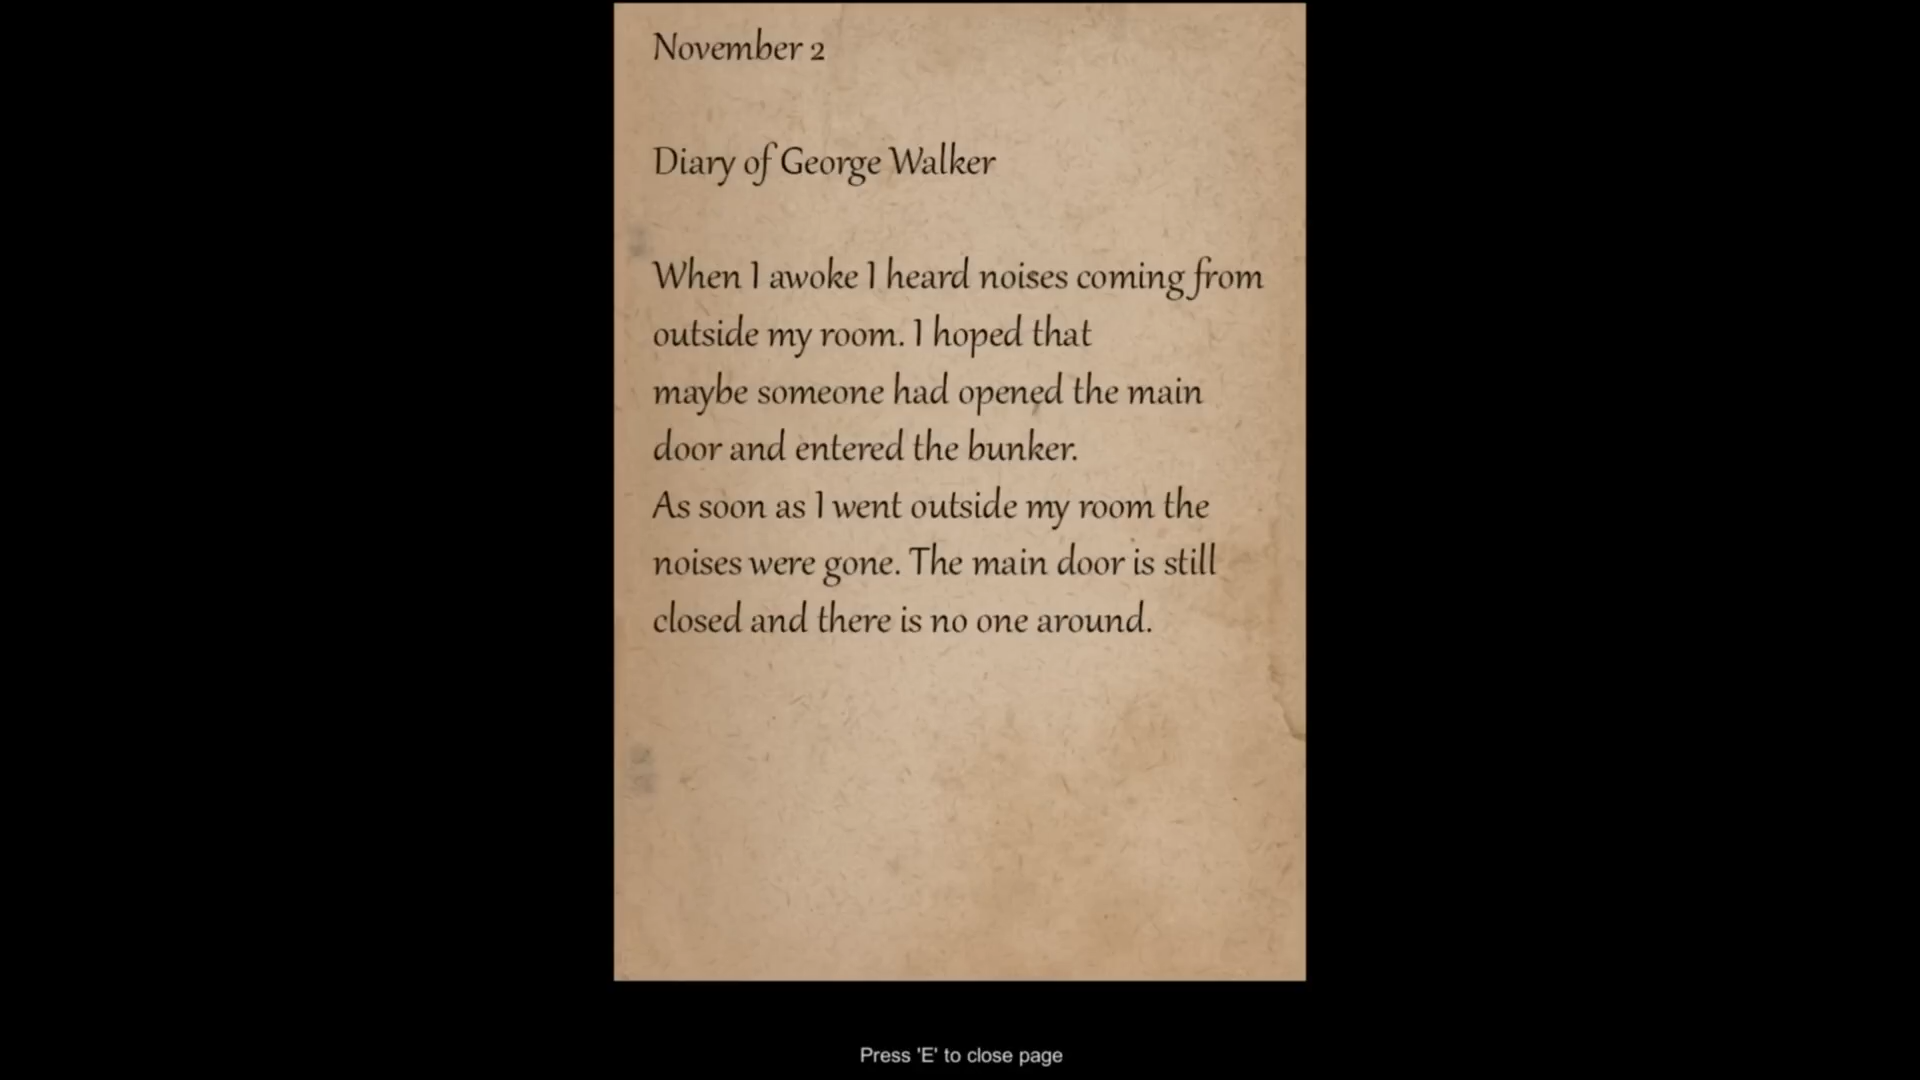 November 2
Diary of George Walker
When I awoke I heard noises coming from
outside my room. I hoped that
maybe someone had opened the main
door and entered the bunker.
As soon as I went outside my room the
noises were gone. The main door is still
closed and there is no one around.
Press 'E' to close page